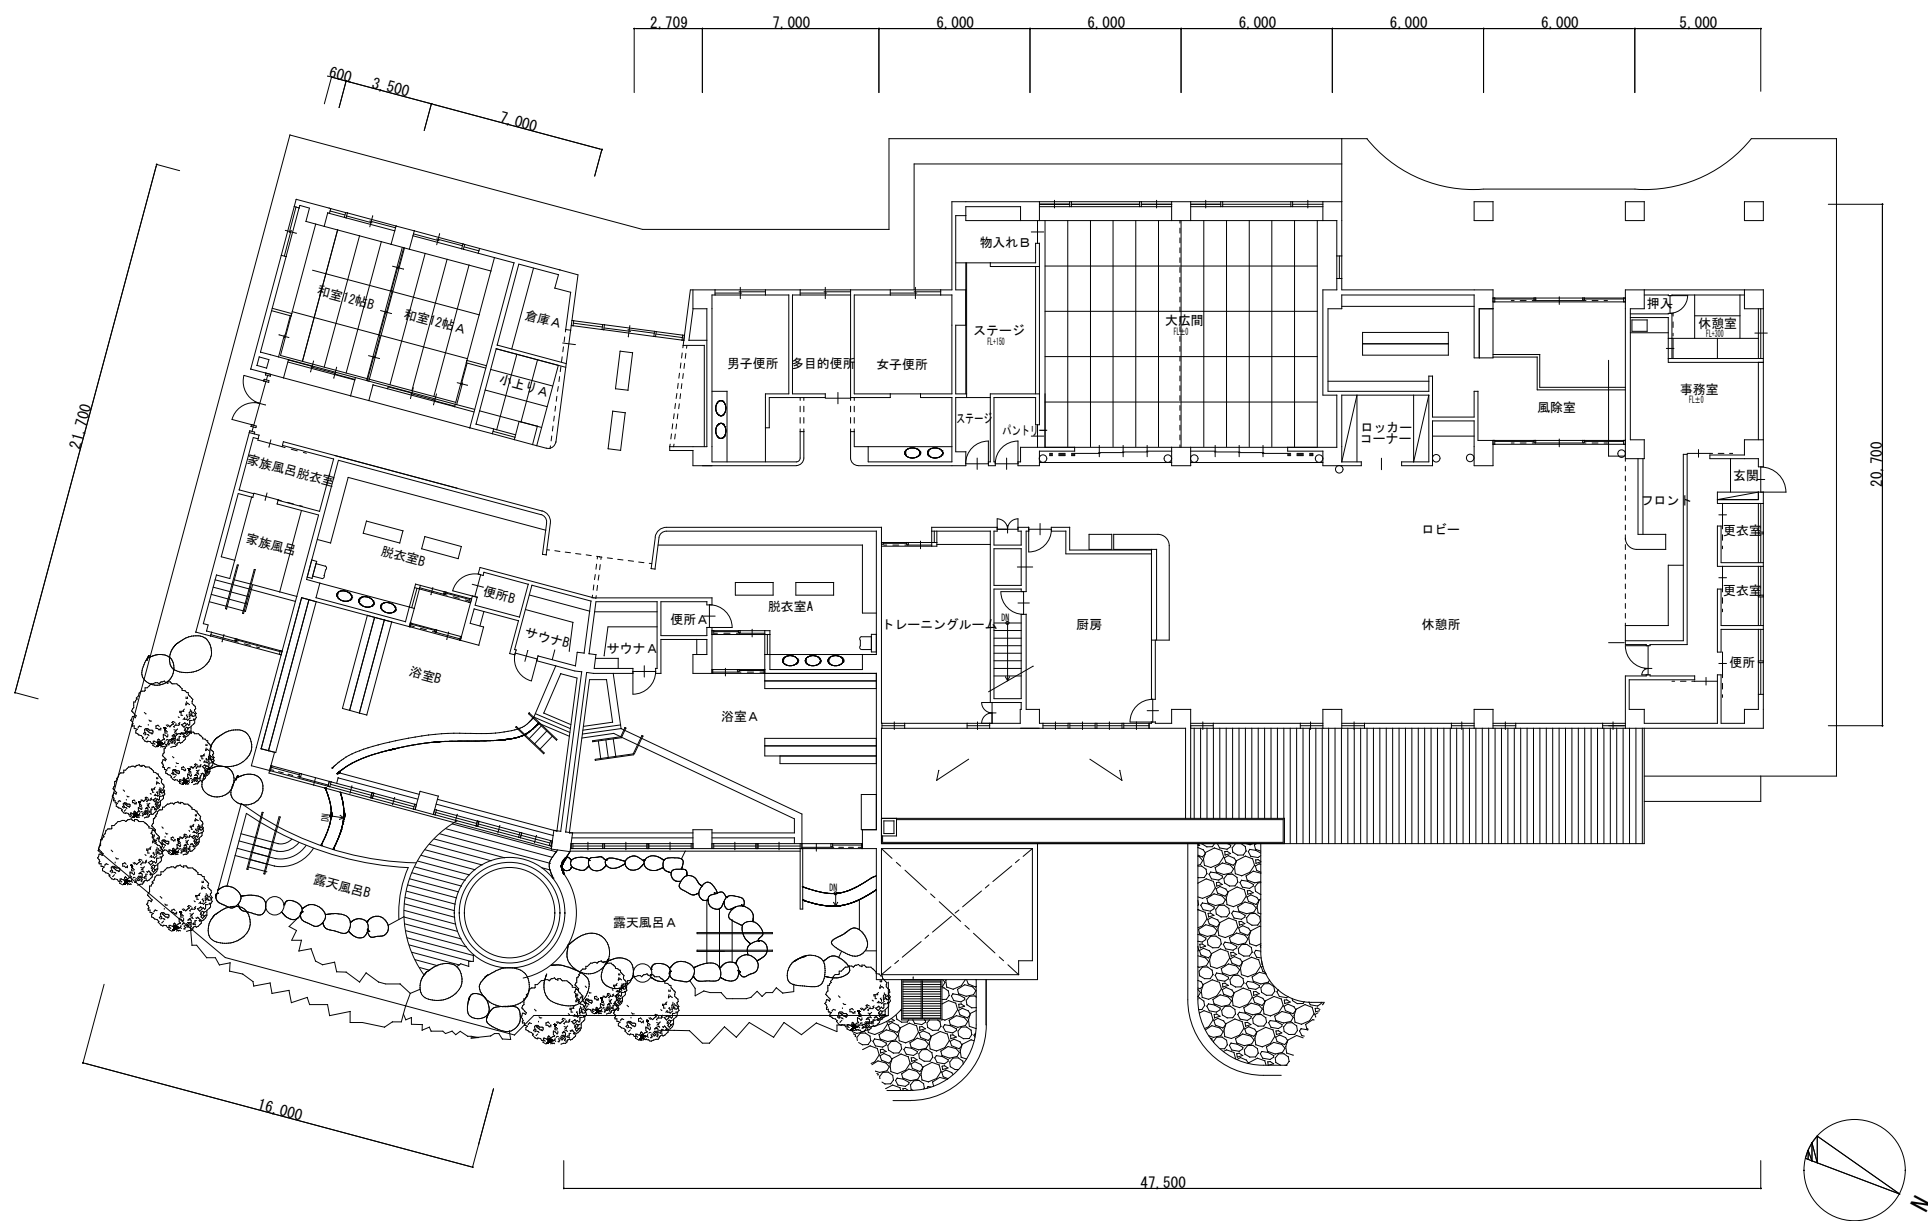 2,709
7,000
6,000
6,000
6,000
6,000
6,000
5,000
600
3,500
7,000
21,700
20,700
16,000
47,500
物入れB
和室12帖B
和室12帖A
倉庫A
小上りA
男子便所
多目的便所
女子便所
ステージ
FL+150
大広間
FL±0
押入
休憩室
FL+300
事務室
FL±0
風除室
ステージ
パントリー
ロッカー
コーナー
家族風呂脱衣室
玄関
フロント
ロビー
更衣室
家族風呂
脱衣室B
便所B
更衣室
脱衣室A
便所A
トレーニングルーム
DN
厨房
休憩所
サウナB
サウナA
便所
浴室B
浴室A
DN
露天風呂B
DN
露天風呂A
N